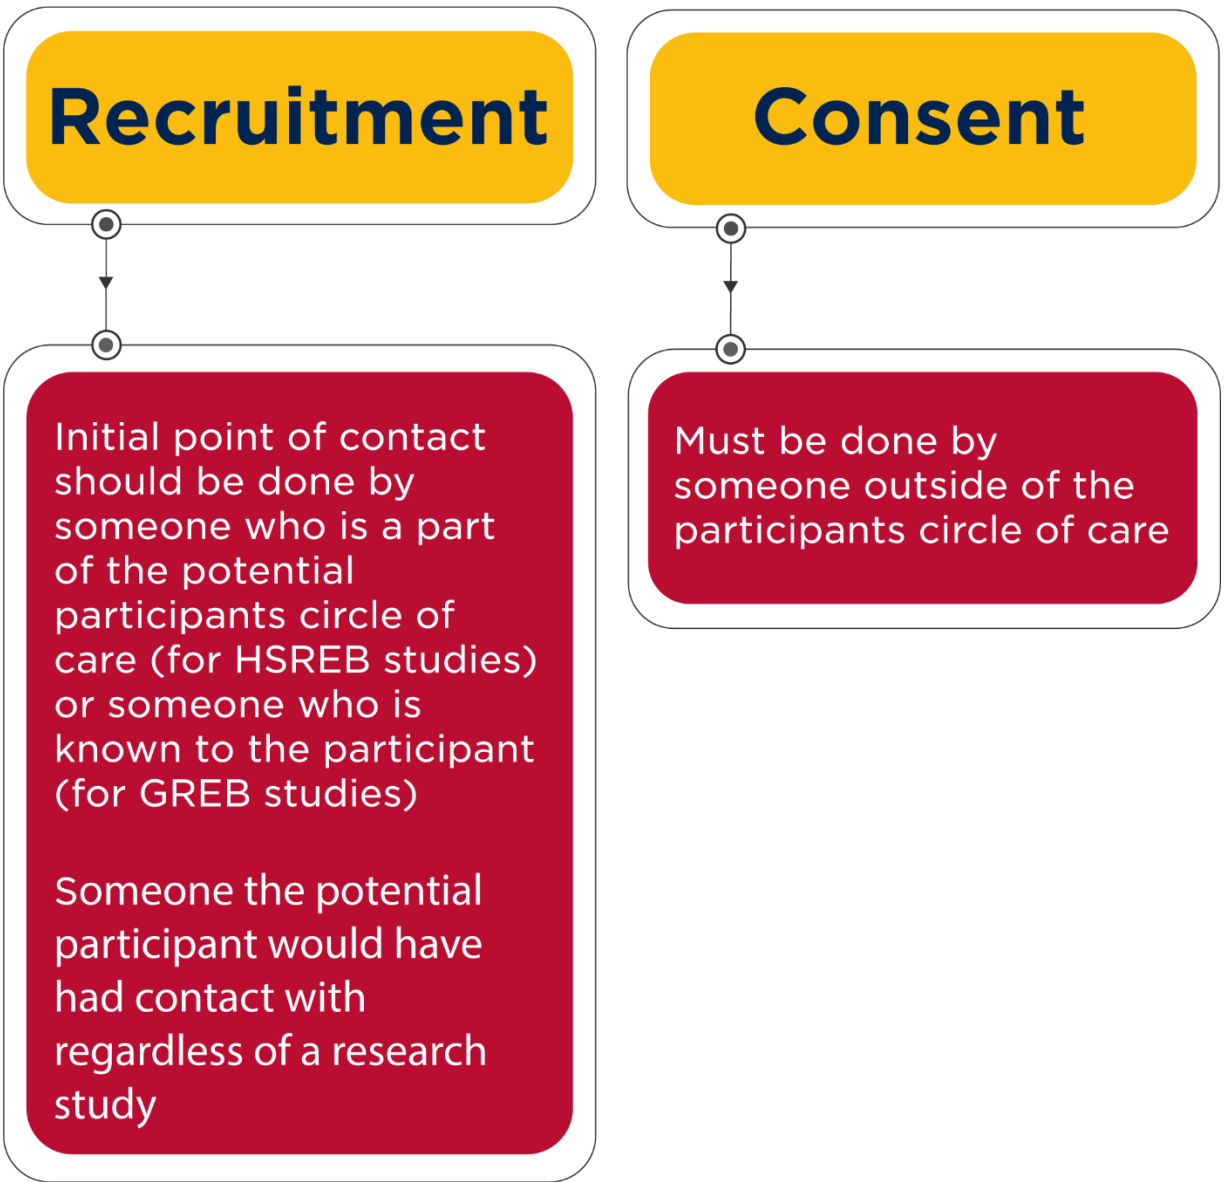 Recruitment
Initial point of contact
should be done by
someone who is a part
of the potential
participants circle of
care (for HSREB studies)
or someone who is
known to the participant
(for GREB studies)
Someone the potential
participant would have
had contact with
regardless of a research
study
Consent
Must be done by
someone outside of the
participants circle of care